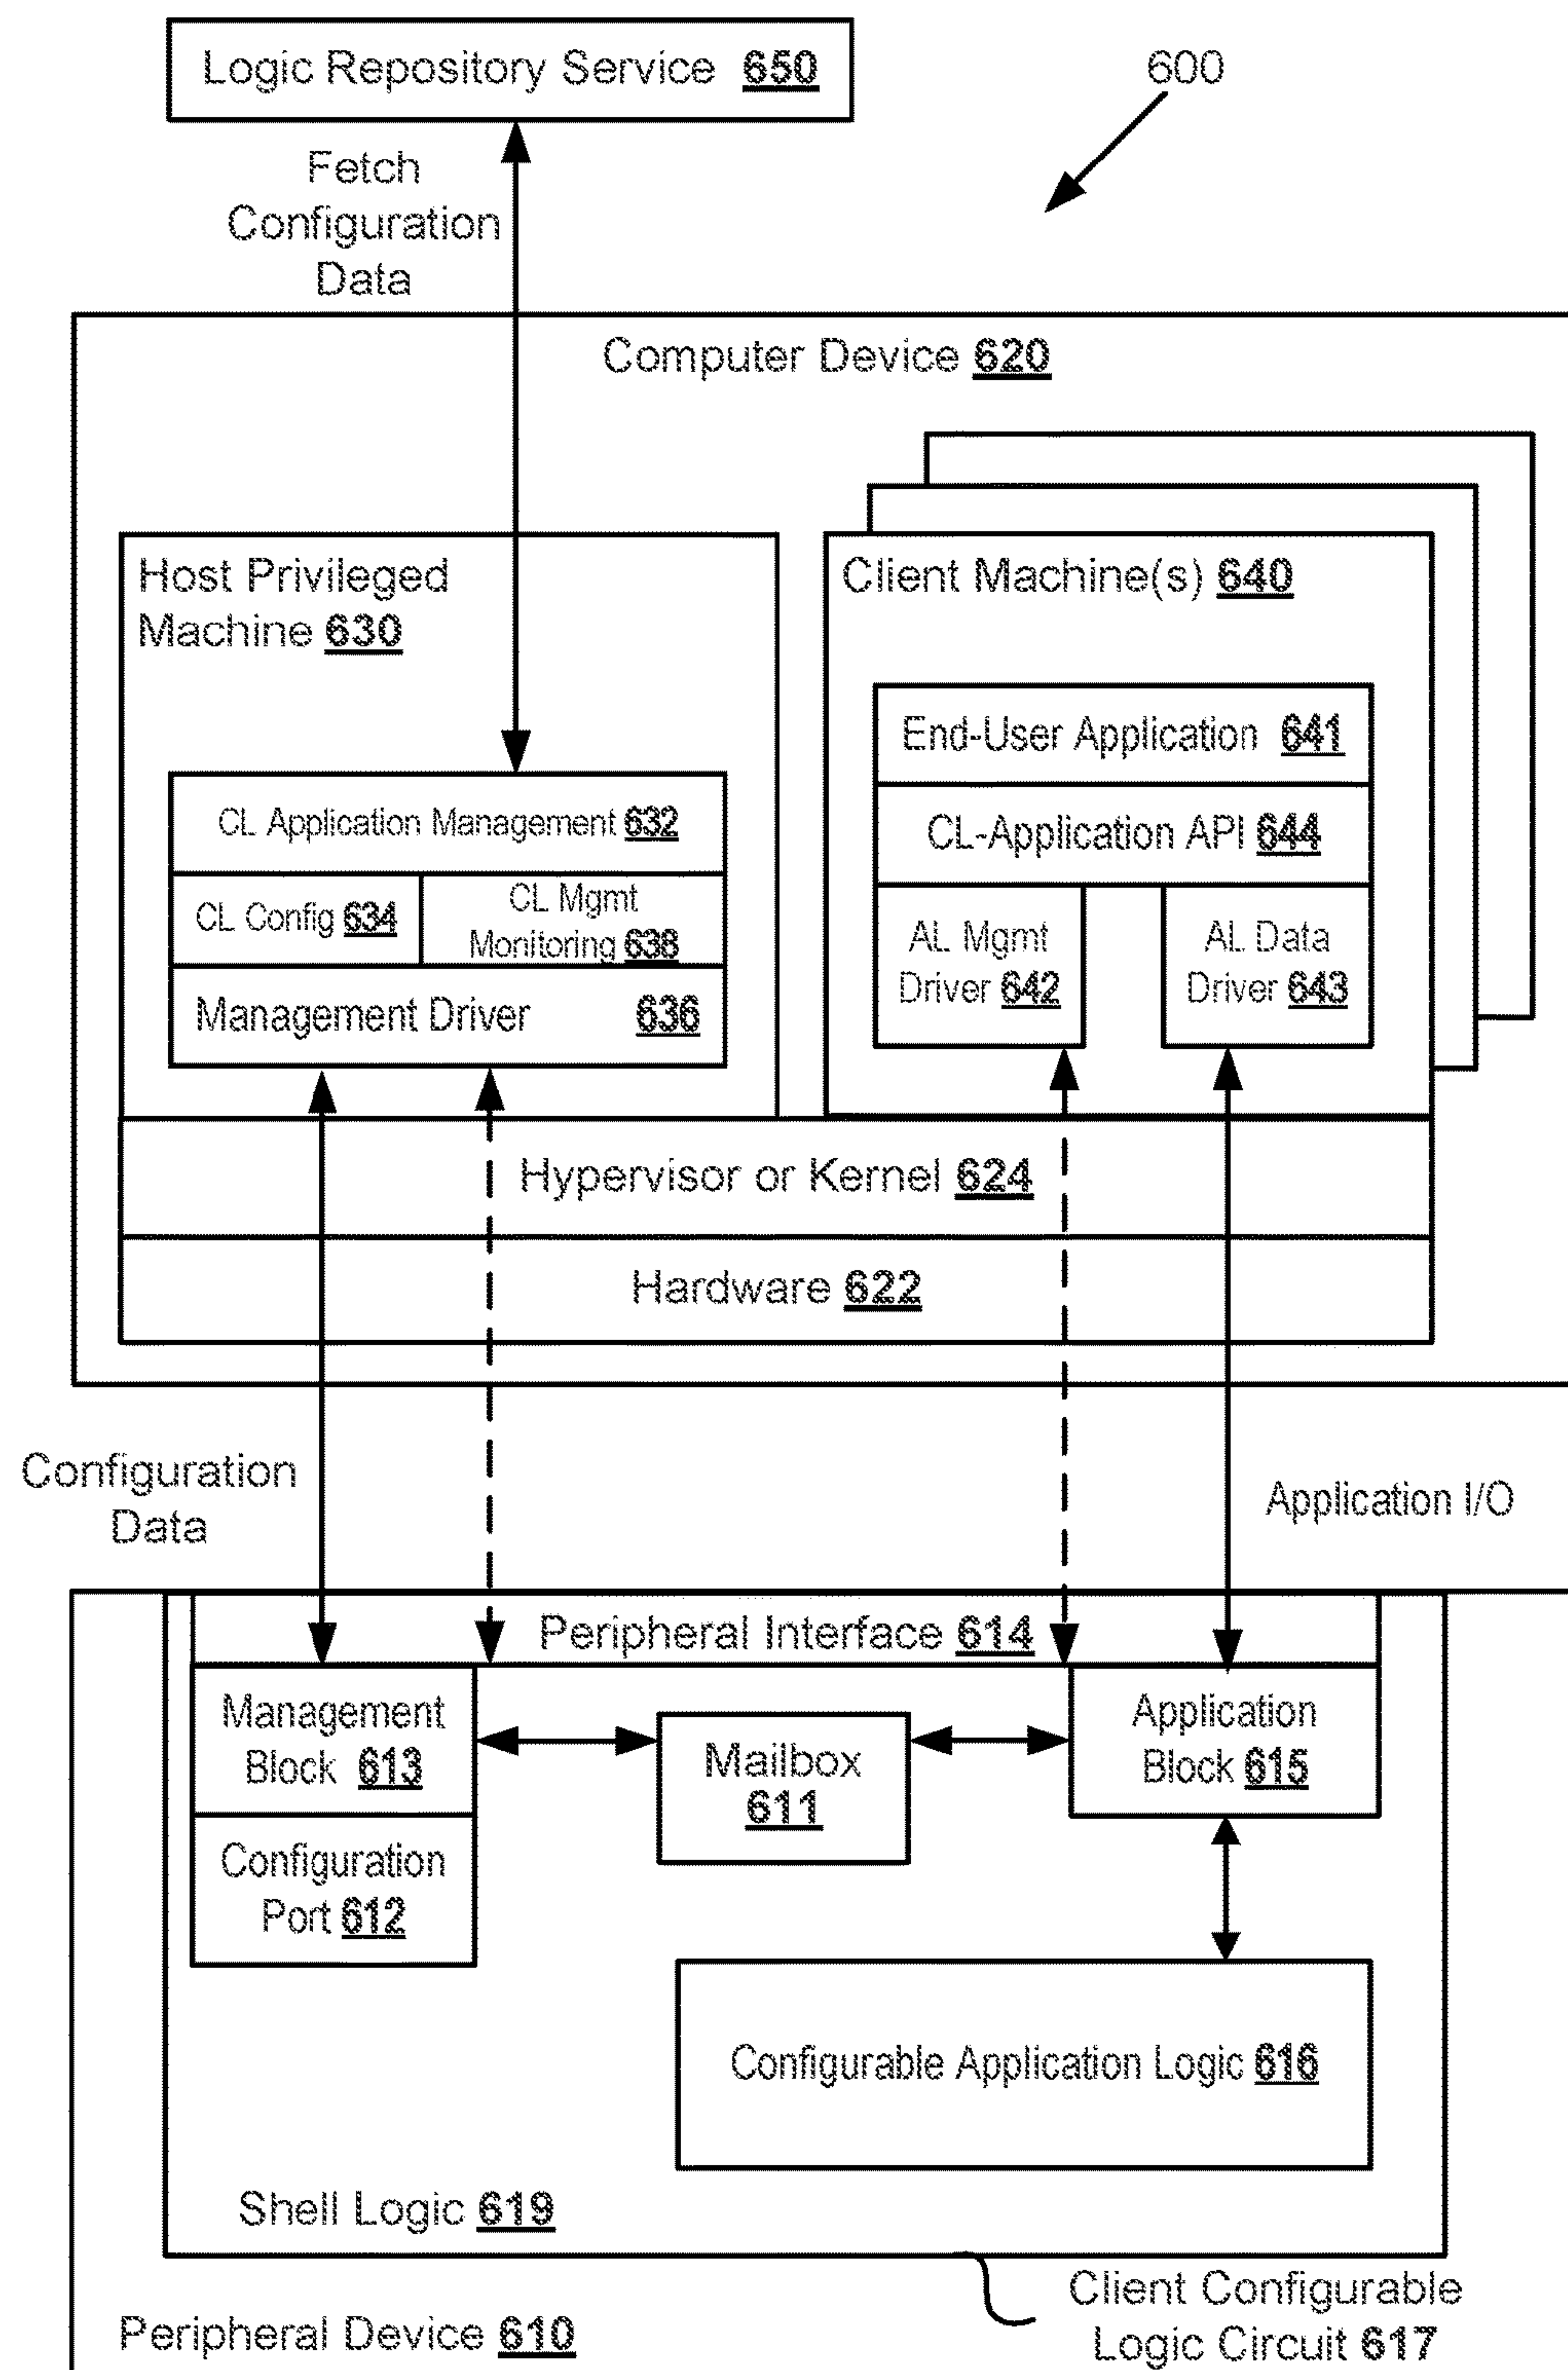 Logic Repository Service 650
600
Fetch
Configuration
Data
Computer Device 620
Host Privileged
Machine 630
Client Machine(s) 640
End-User Application 641
CL-Application API 644
AL Mgmt
Driver 642
AL Data
Driver 643
CL Application Management 632
CL Config 634
CL Mgmt
Monitoring 638
Management Driver 636
Hypervisor or Kernel 624
Hardware 622
Configuration
Data
Application I/O
Peripheral Interface 614
Management
Block 613
Mailbox
611
Application
Block 615
Configuration
Port 612
Configurable Application Logic 616
Shell Logic 619
Client Configurable
Logic Circuit 617
Peripheral Device 610